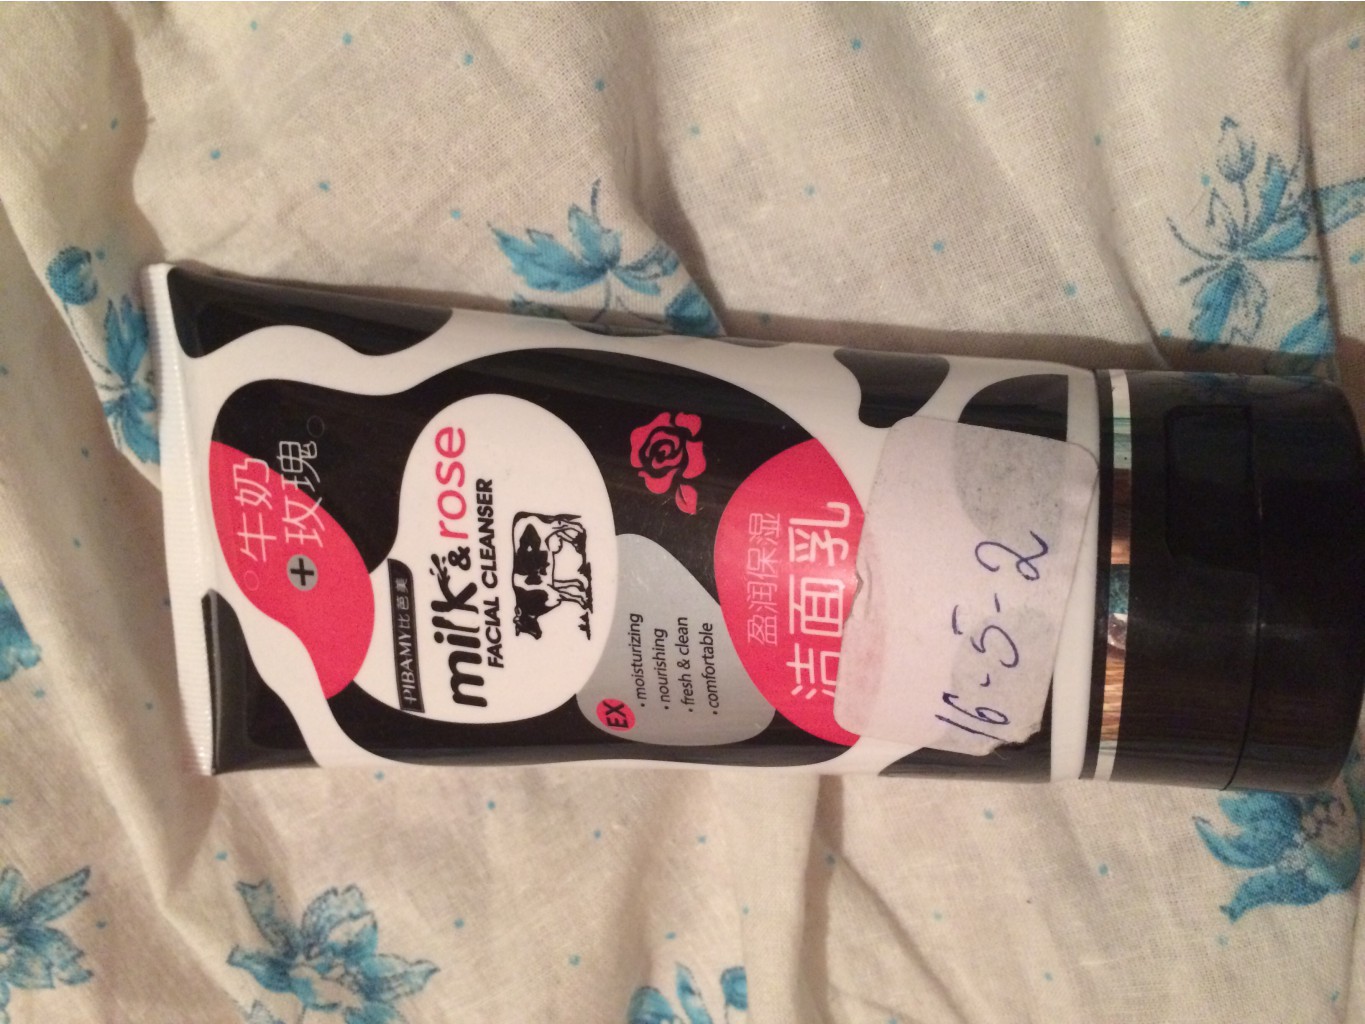 牛奶
+玫瑰
PIBAMY比芭美
milk & rose
FACIAL CLEANSER
EX
• moisturizing
• nourishing
• fresh & clean
• comfortable
盈润保湿
洁面乳
16-5-2